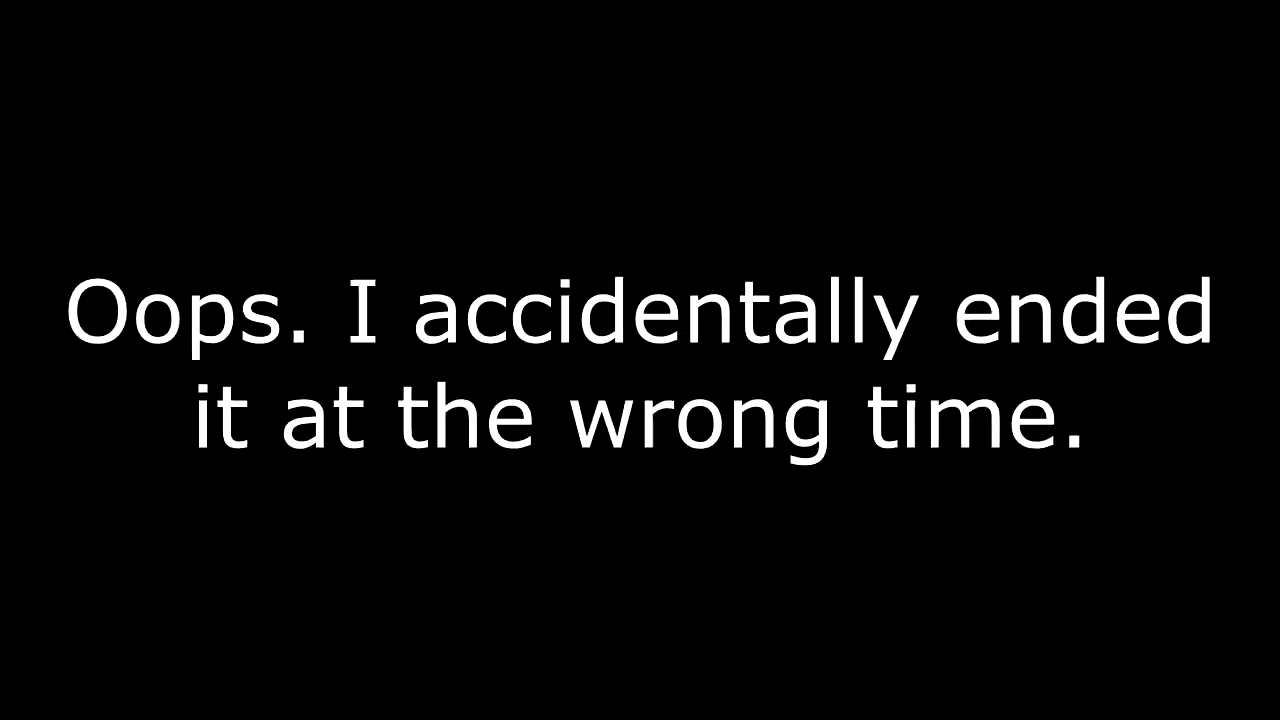 Oops. I accidentally ended
it at the wrong time.